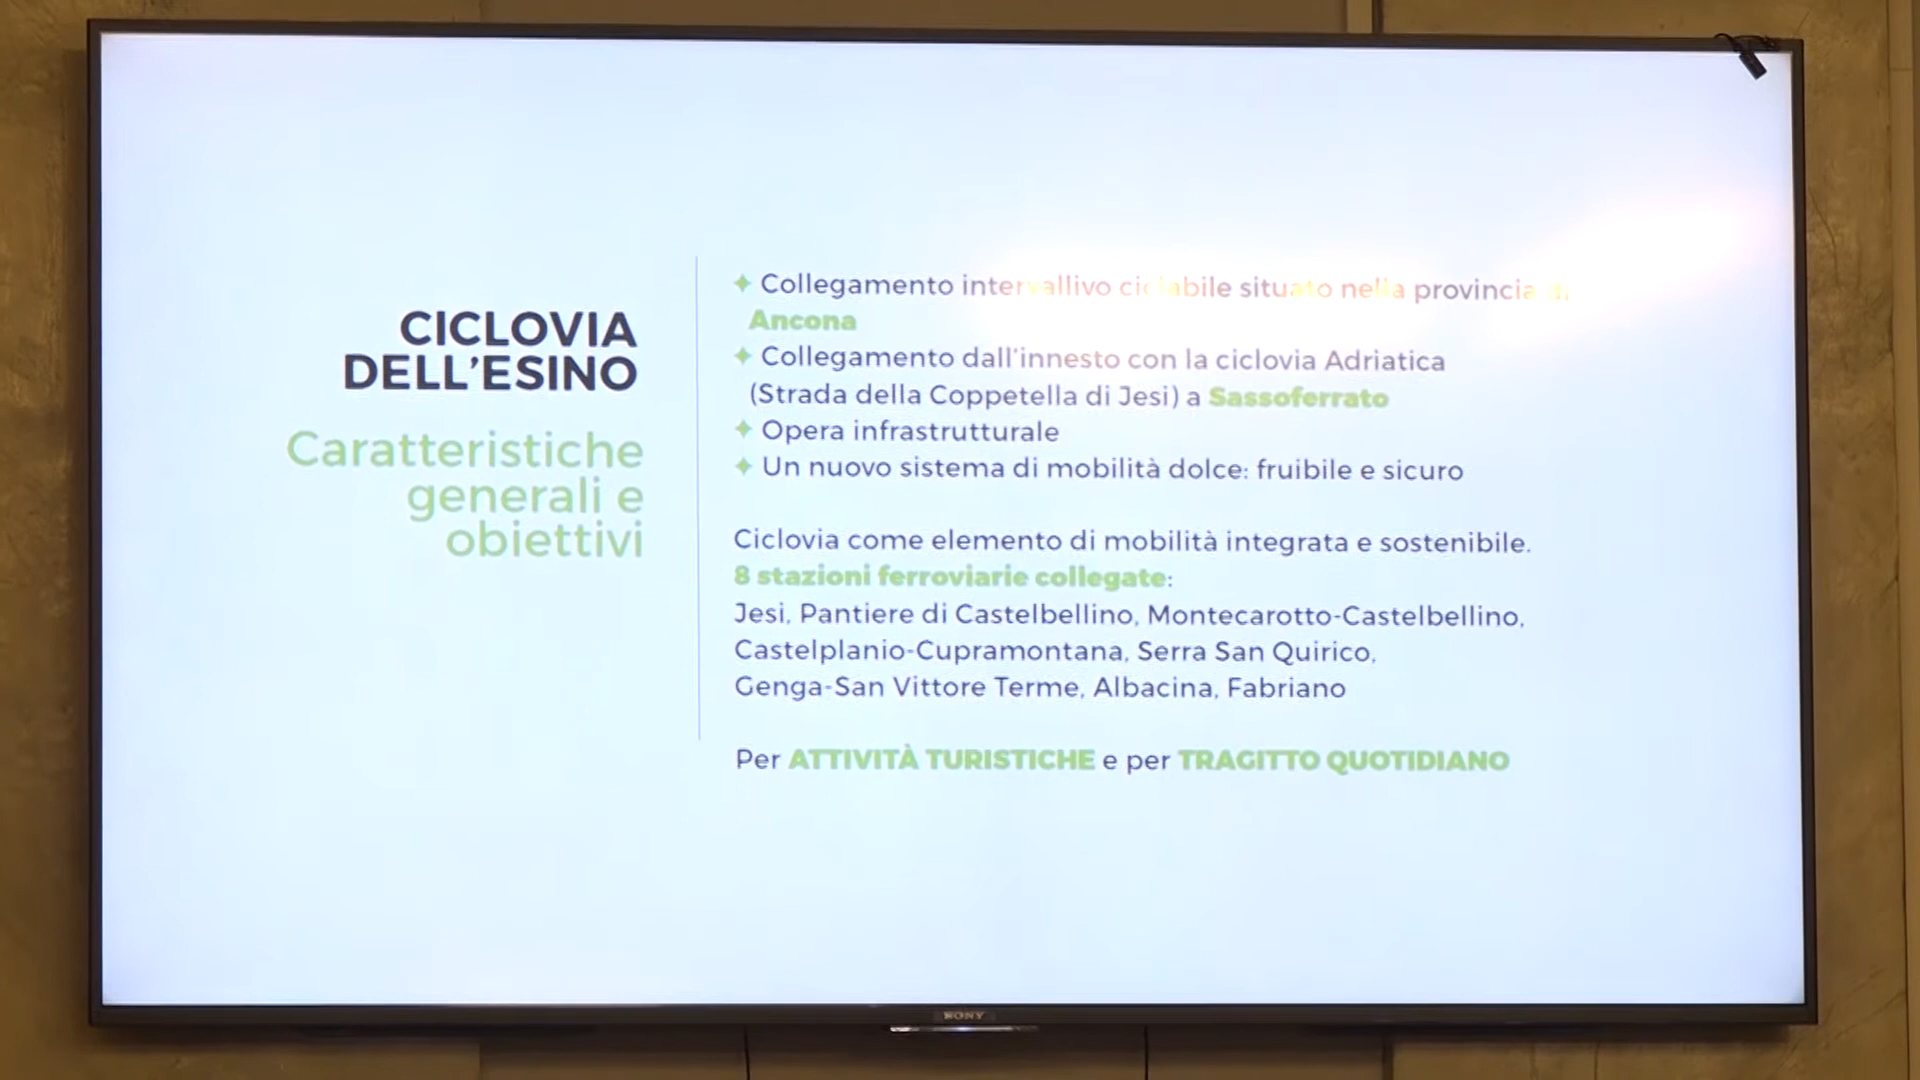 CICLOVIA
DELL'ESINO
Caratteristiche
generali e
obiettivi
✦ Collegamento intervallivo ciclabile situato nella provincia di
Ancona
✦ Collegamento dall'innesto con la ciclovia Adriatica
(Strada della Coppetella di Jesi) a Sassoferrato
✦ Opera infrastrutturale
✦ Un nuovo sistema di mobilità dolce: fruibile e sicuro
Ciclovia come elemento di mobilità integrata e sostenibile.
8 stazioni ferroviarie collegate:
Jesi, Pantiere di Castelbellino, Montecarotto-Castelbellino,
Castelplanio-Cupramontana, Serra San Quirico,
Genga-San Vittore Terme, Albacina, Fabriano
Per ATTIVITÀ TURISTICHE e per TRAGITTO QUOTIDIANO
SONY